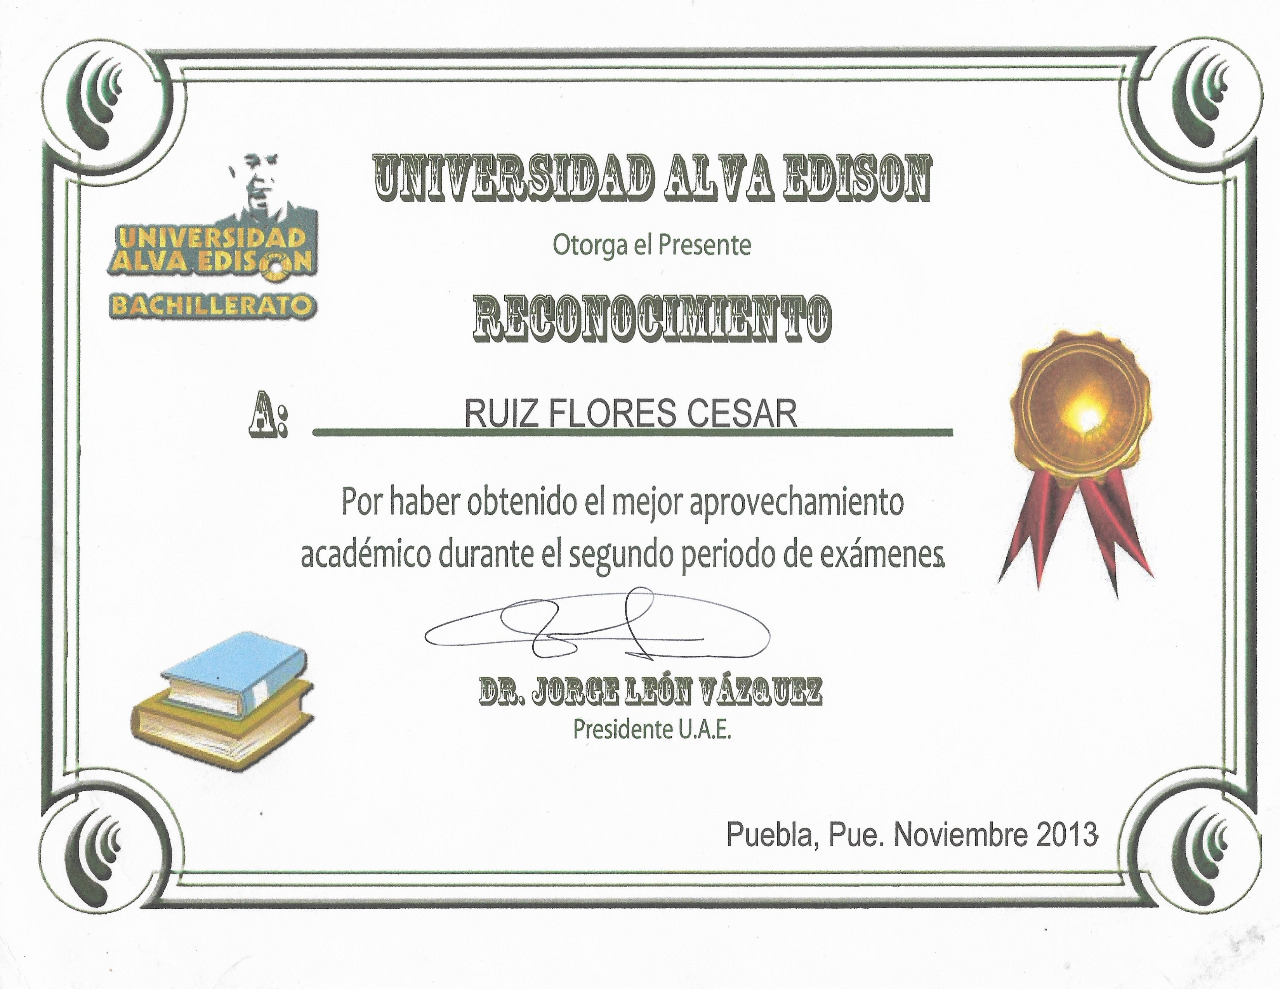 UNIVERSIDAD ALVA EDISON
UNIVERSIDAD
ALVA EDISON
BACHILLERATO
Otorga el Presente
RECONOCIMIENTO
A: RUIZ FLORES CESAR
Por haber obtenido el mejor aprovechamiento
académico durante el segundo periodo de exámenes
DR. JORGE LEÓN VÁZQUEZ
Presidente U.A.E.
Puebla, Pue. Noviembre 2013